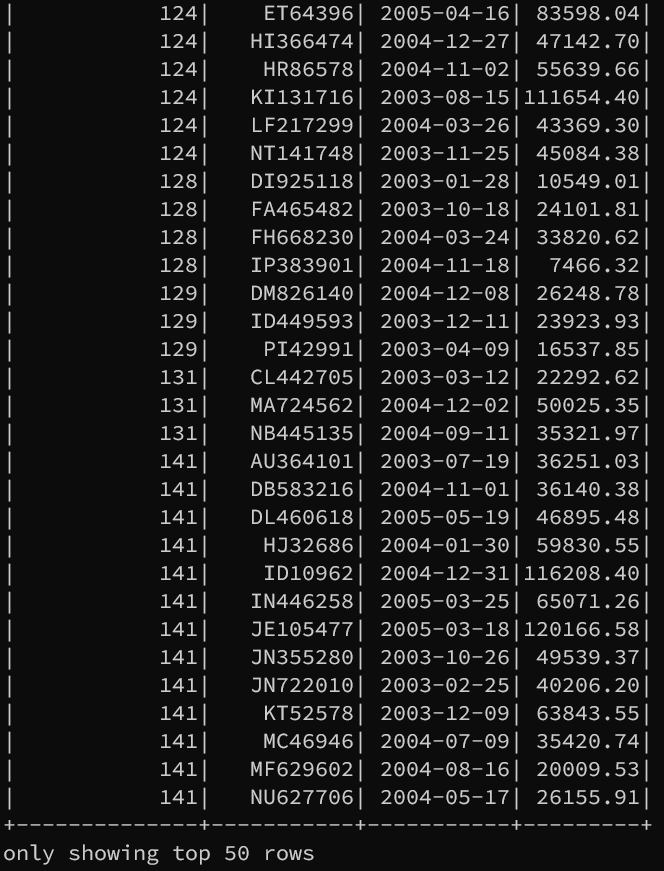 |           124|    ET64396| 2005-04-16| 83598.04|
|           124|   HI366474| 2004-12-27| 47142.70|
|           124|    HR86578| 2004-11-02| 55639.66|
|           124|   KI131716| 2003-08-15|111654.40|
|           124|   LF217299| 2004-03-26| 43369.30|
|           124|   NT141748| 2003-11-25| 45084.38|
|           128|   DI925118| 2003-01-28| 10549.01|
|           128|   FA465482| 2003-10-18| 24101.81|
|           128|   FH668230| 2004-03-24| 33820.62|
|           128|   IP383901| 2004-11-18|  7466.32|
|           129|   DM826140| 2004-12-08| 26248.78|
|           129|   ID449593| 2003-12-11| 23923.93|
|           129|    PI42991| 2003-04-09| 16537.85|
|           131|   CL442705| 2003-03-12| 22292.62|
|           131|   MA724562| 2004-12-02| 50025.35|
|           131|   NB445135| 2004-09-11| 35321.97|
|           141|   AU364101| 2003-07-19| 36251.03|
|           141|   DB583216| 2004-11-01| 36140.38|
|           141|   DL460618| 2005-05-19| 46895.48|
|           141|    HJ32686| 2004-01-30| 59830.55|
|           141|    ID10962| 2004-12-31|116208.40|
|           141|   IN446258| 2005-03-25| 65071.26|
|           141|   JE105477| 2005-03-18|120166.58|
|           141|   JN355280| 2003-10-26| 49539.37|
|           141|   JN722010| 2003-02-25| 40206.20|
|           141|    KT52578| 2003-12-09| 63843.55|
|           141|    MC46946| 2004-07-09| 35420.74|
|           141|   MF629602| 2004-08-16| 20009.53|
|           141|   NU627706| 2004-05-17| 26155.91|
+--------------+-----------+-----------+---------+
only showing top 50 rows